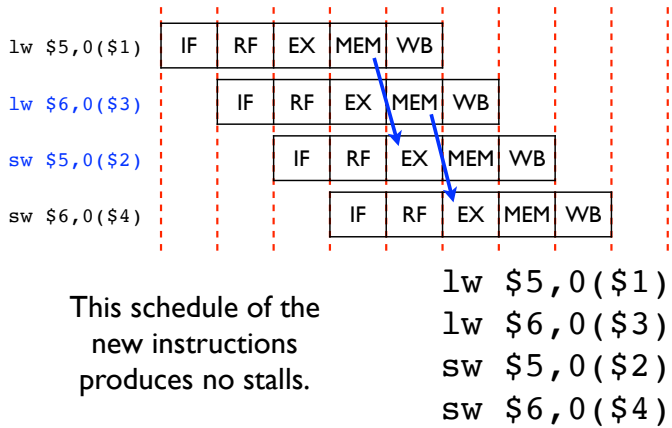 lw $5,0($1) IF RF EX MEM WB
lw $6,0($3) IF RF EX MEM WB
sw $5,0($2) IF RF EX MEM WB
sw $6,0($4) IF RF EX MEM WB
This schedule of the
new instructions
produces no stalls.
lw $5,0($1)
lw $6,0($3)
sw $5,0($2)
sw $6,0($4)